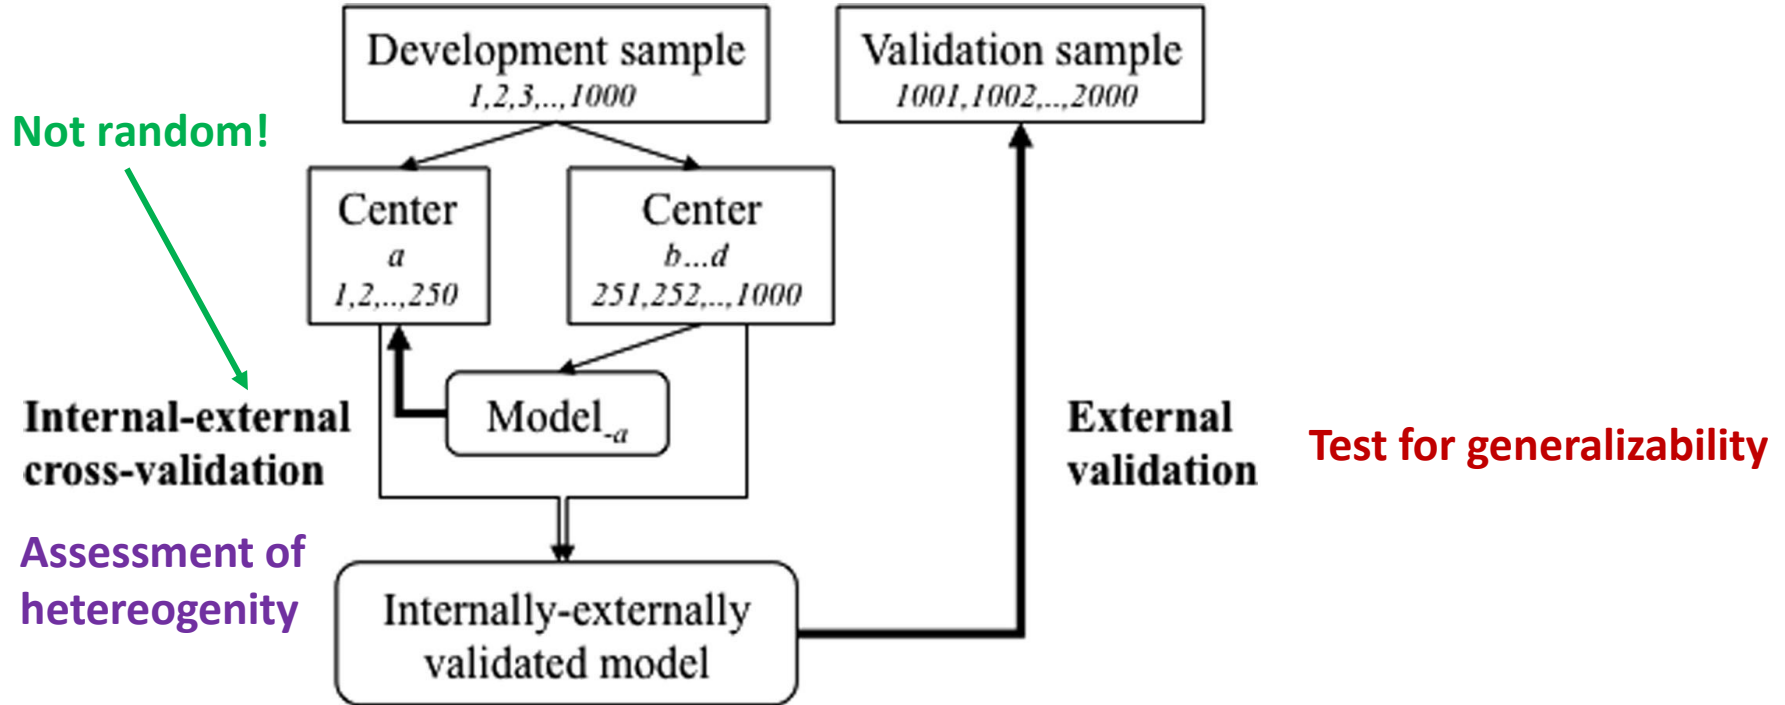 Development sample
1,2,3,..,1000
Validation sample
1001,1002,..,2000
Not random!
Center
a
1,2,..,250
Center
b...d
251,252,..,1000
Model-a
Internal-external
cross-validation
External
validation
Test for generalizability
Assessment of
hetereogenity
Internally-externally
validated model